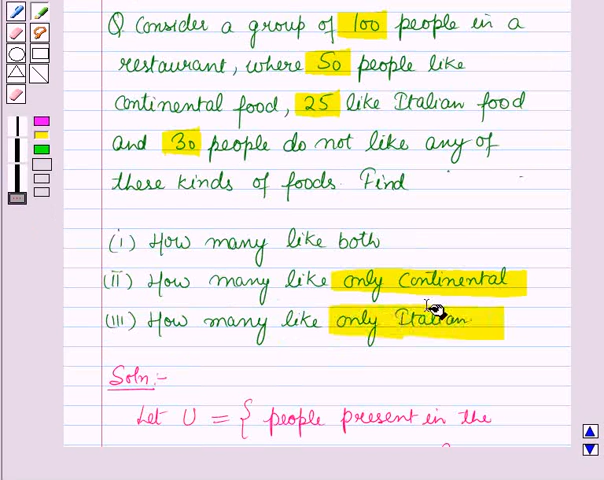 Q. Consider a group of 100 people in a
restaurant, where 50 people like
continental food, 25 like Italian food
and 30 people do not like any of
these kinds of foods. Find
(i) How many like both
(ii) How many like only Continental
(iii) How many like only Italian
Soln:-
Let U = { people present in the